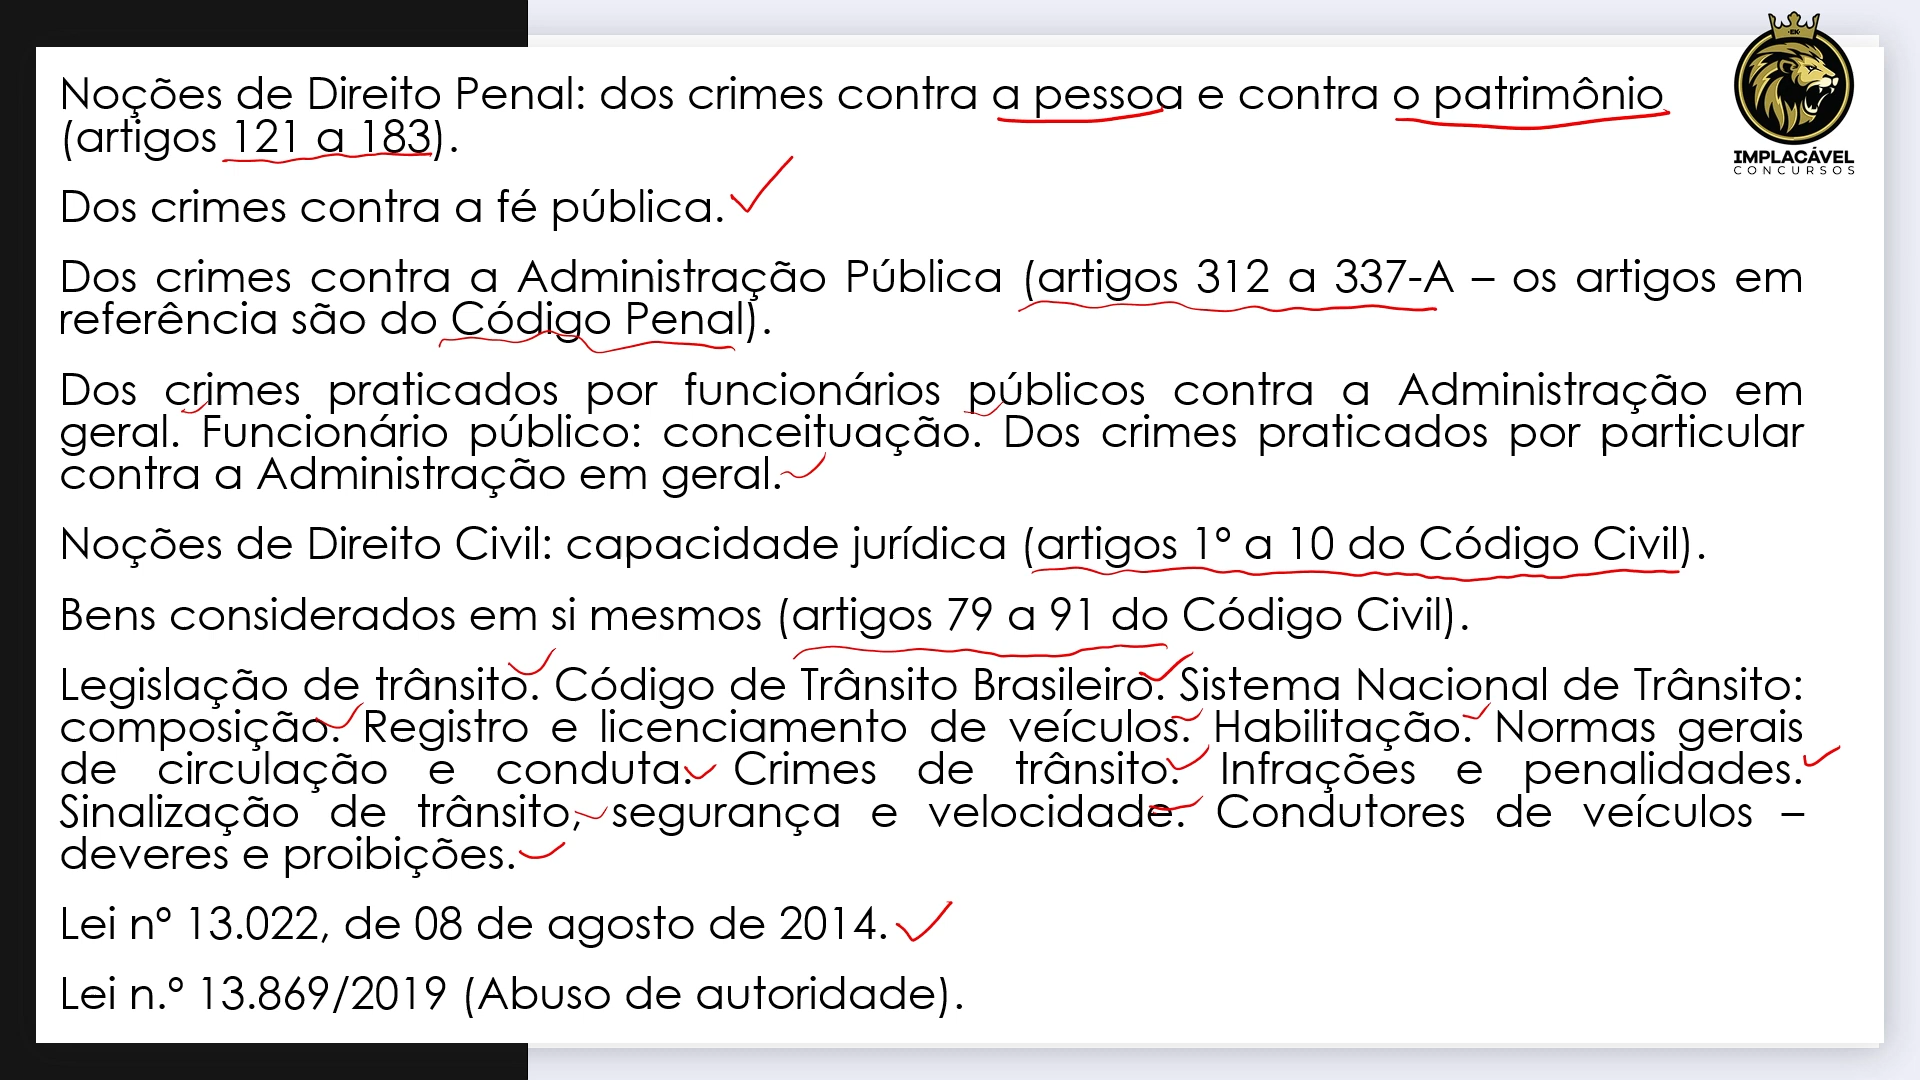 Noções de Direito Penal: dos crimes contra a pessoa e contra o patrimônio
(artigos 121 a 183).
Dos crimes contra a fé pública.
Dos crimes contra a Administração Pública (artigos 312 a 337-A – os artigos em
referência são do Código Penal).
Dos crimes praticados por funcionários públicos contra a Administração em
geral. Funcionário público: conceituação. Dos crimes praticados por particular
contra a Administração em geral.
Noções de Direito Civil: capacidade jurídica (artigos 1º a 10 do Código Civil).
Bens considerados em si mesmos (artigos 79 a 91 do Código Civil).
Legislação de trânsito. Código de Trânsito Brasileiro. Sistema Nacional de Trânsito:
composição. Registro e licenciamento de veículos. Habilitação. Normas gerais
de circulação e conduta. Crimes de trânsito. Infrações e penalidades.
Sinalização de trânsito, segurança e velocidade. Condutores de veículos –
deveres e proibições.
Lei nº 13.022, de 08 de agosto de 2014.
Lei n.º 13.869/2019 (Abuso de autoridade).
EK
IMPLACÁVEL
CONCURSOS